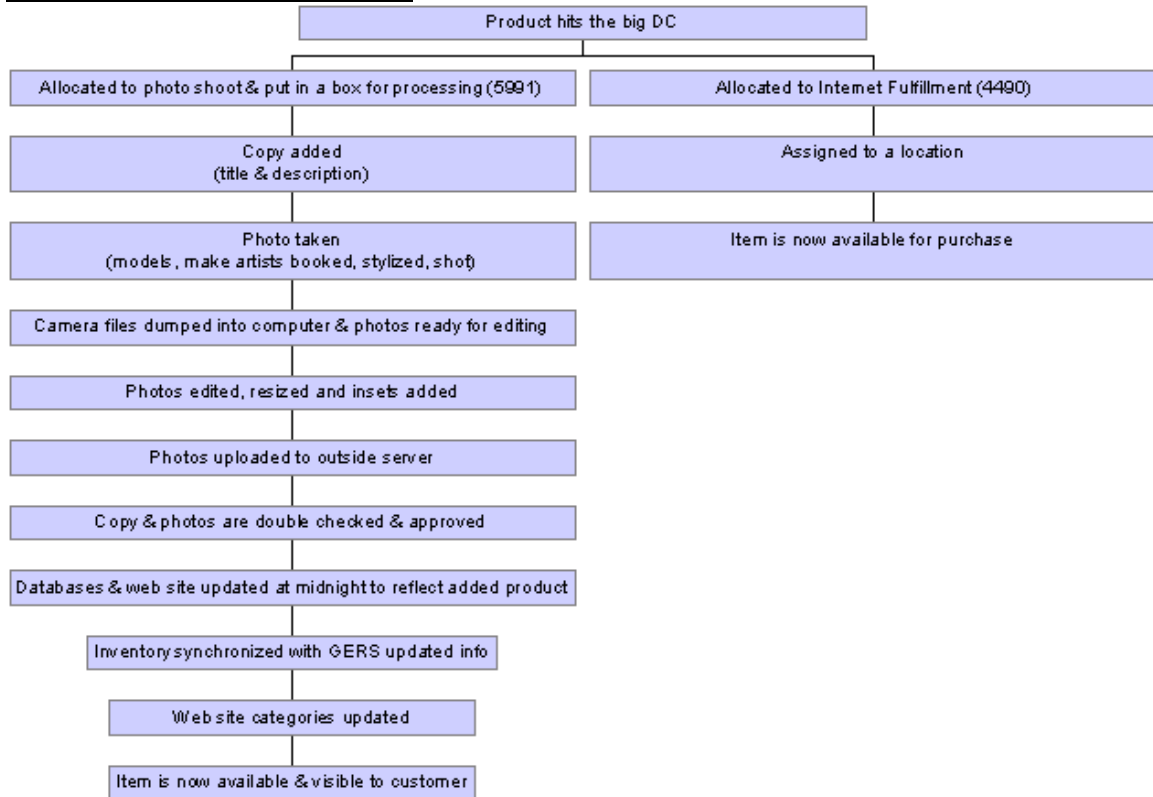 Product hits the big DC
Allocated to photo shoot & put in a box for processing (5991)
Allocated to Internet Fulfillment (4490)
Copy added
(title & description)
Assigned to a location
Photo taken
(models, make artists booked, stylized, shot)
Item is now available for purchase
Camera files dumped into computer & photos ready for editing
Photos edited, resized and insets added
Photos uploaded to outside server
Copy & photos are double checked & approved
Databases & web site updated at midnight to reflect added product
Inventory synchronized with GERS updated info
Web site categories updated
Item is now available & visible to customer